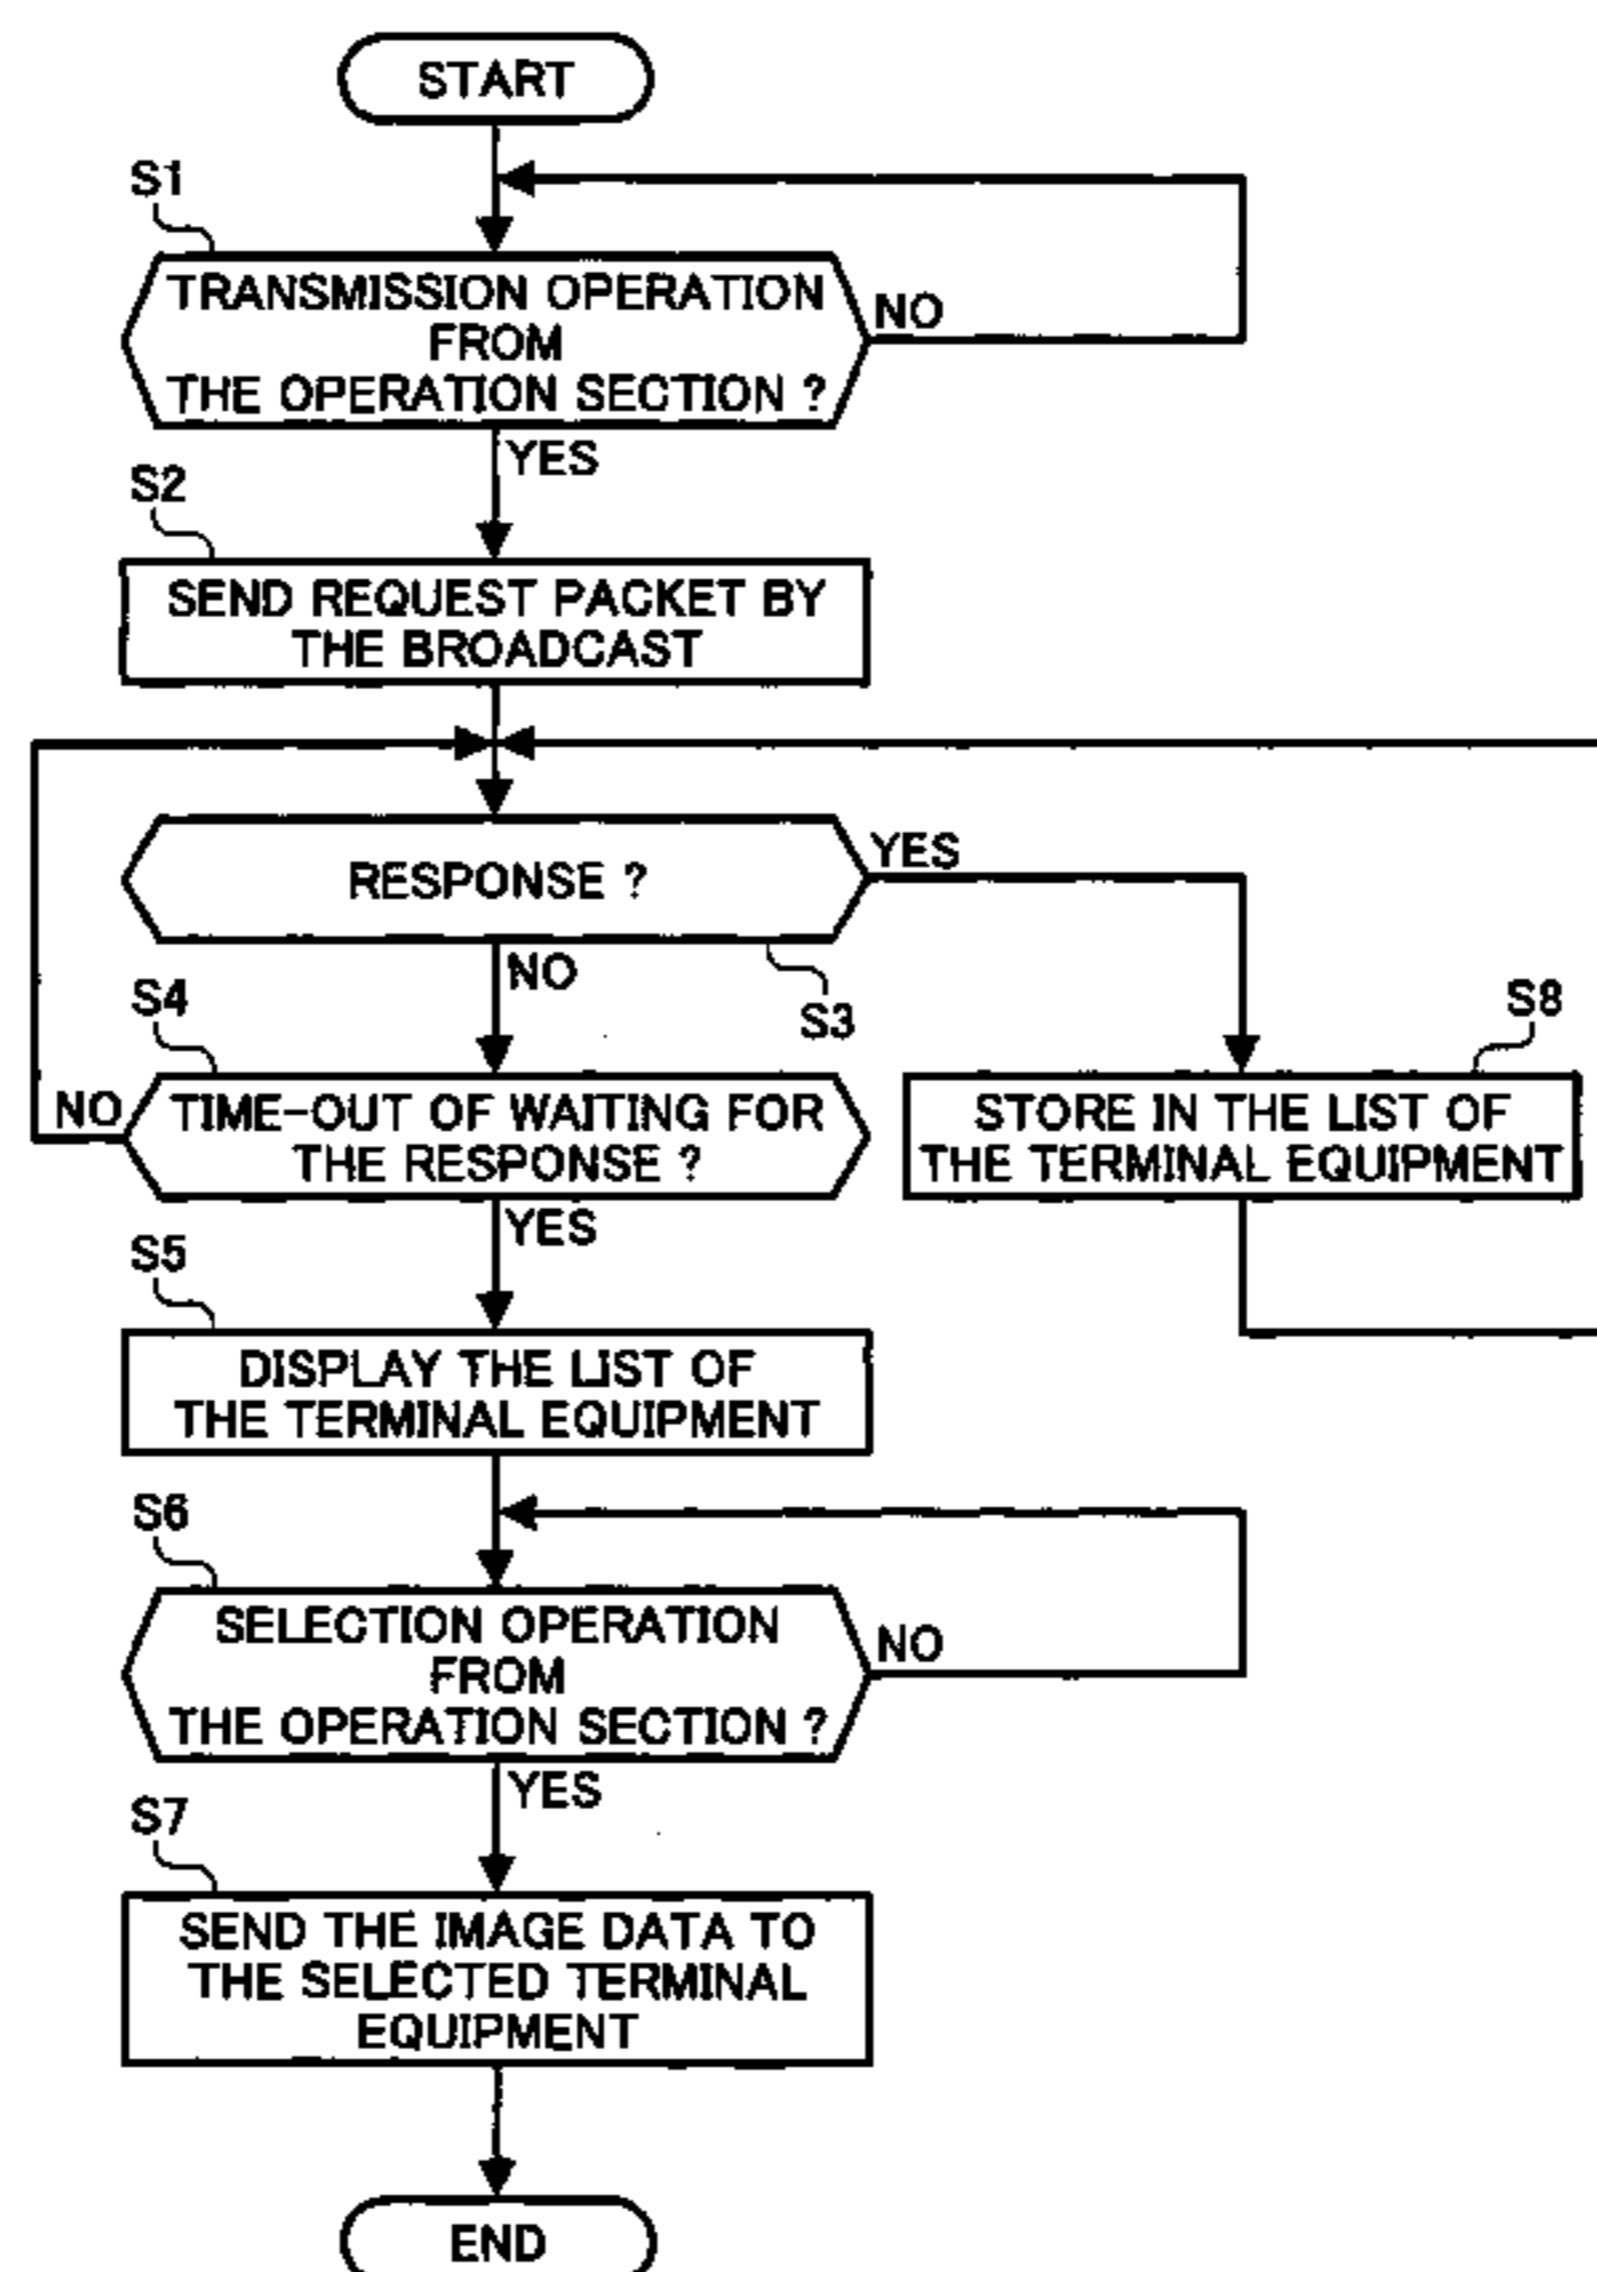 START
S1
TRANSMISSION OPERATION
FROM
THE OPERATION SECTION ?
NO
YES
S2
SEND REQUEST PACKET BY
THE BROADCAST
RESPONSE ?
YES
NO
S3
S4
TIME-OUT OF WAITING FOR
THE RESPONSE ?
NO
YES
S8
STORE IN THE LIST OF
THE TERMINAL EQUIPMENT
S5
DISPLAY THE LIST OF
THE TERMINAL EQUIPMENT
S6
SELECTION OPERATION
FROM
THE OPERATION SECTION ?
NO
YES
S7
SEND THE IMAGE DATA TO
THE SELECTED TERMINAL
EQUIPMENT
END